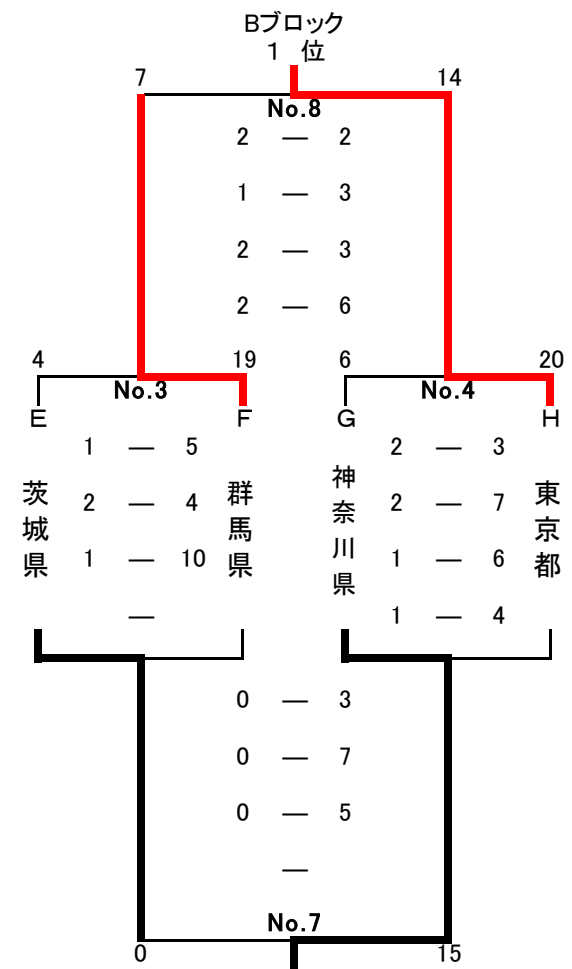 Bブロック
１ 位
7 14
No.8
2 — 2
1 — 3
2 — 3
2 — 6
4 19 6 20
No.3 No.4
E F G H
1 — 5 2 — 3
2 — 4 2 — 7
1 — 10 1 — 6
— 1 — 4
茨城県
群馬県
神奈川県
東京都
0 — 3
0 — 7
0 — 5
—
No.7
0 15